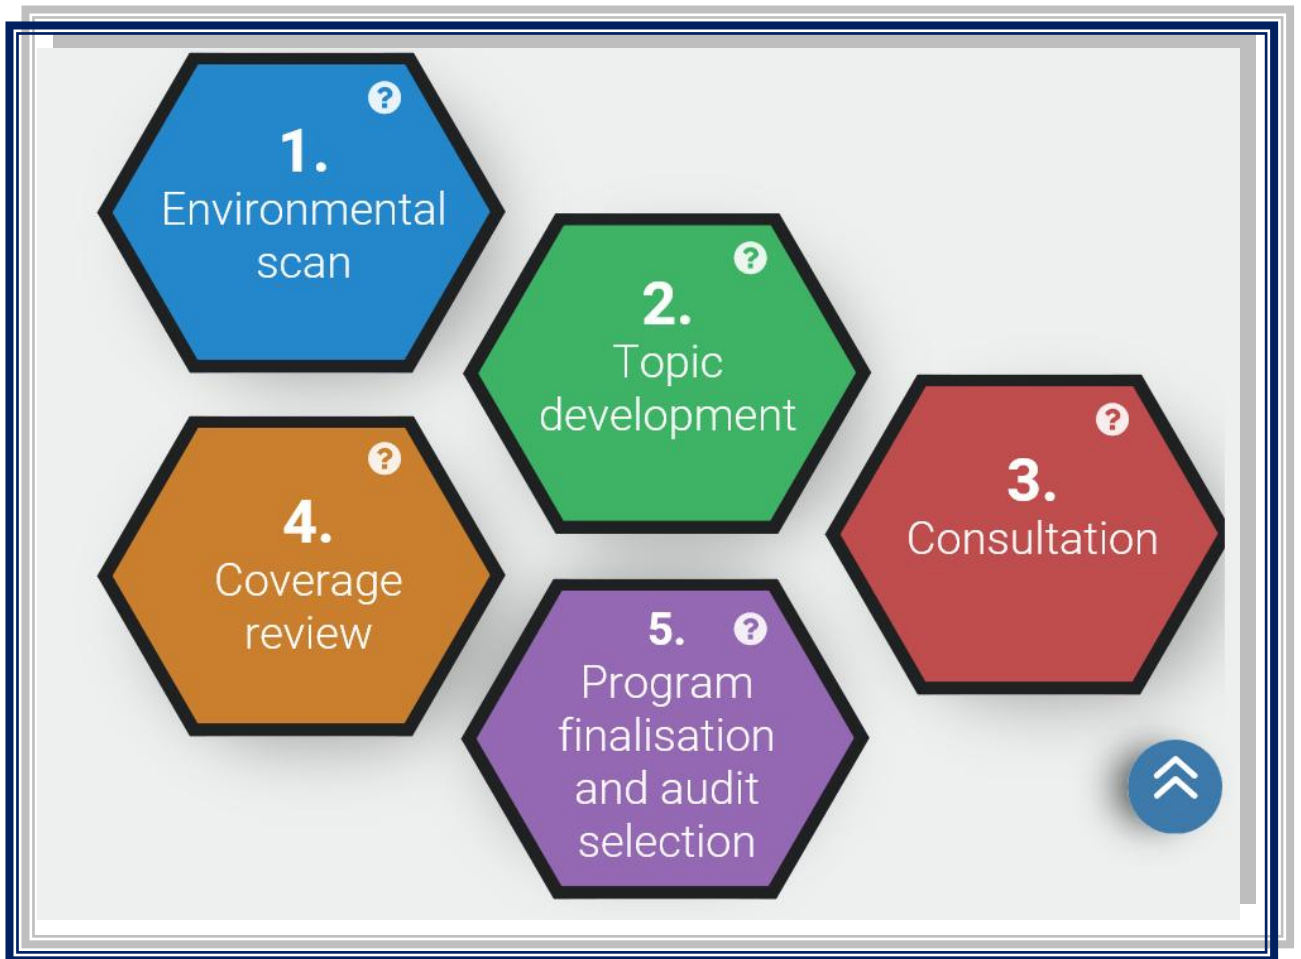 ?
1.
Environmental
scan
?
2.
Topic
development
?
3.
Consultation
?
4.
Coverage
review
5. ?
Program
finalisation
and audit
selection